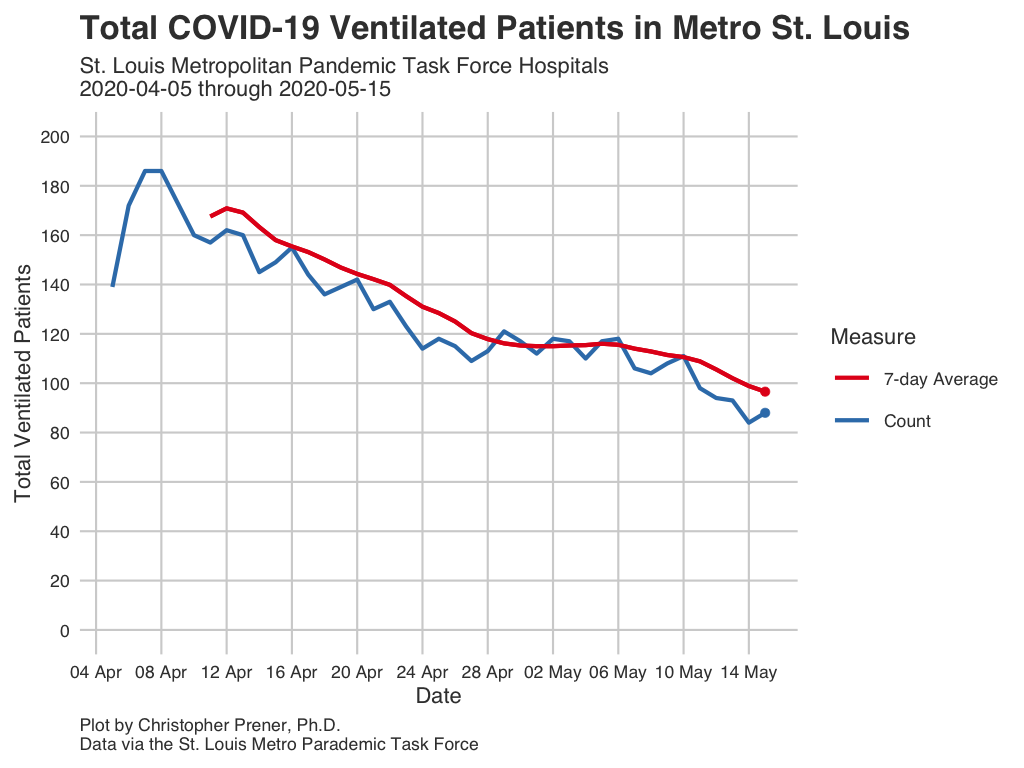 Total COVID-19 Ventilated Patients in Metro St. Louis
St. Louis Metropolitan Pandemic Task Force Hospitals
2020-04-05 through 2020-05-15
Total Ventilated Patients
200
180
160
140
120
100
80
60
40
20
0
04 Apr 08 Apr 12 Apr 16 Apr 20 Apr 24 Apr 28 Apr 02 May 06 May 10 May 14 May
Date
Measure
7-day Average
Count
Plot by Christopher Prener, Ph.D.
Data via the St. Louis Metro Parademic Task Force